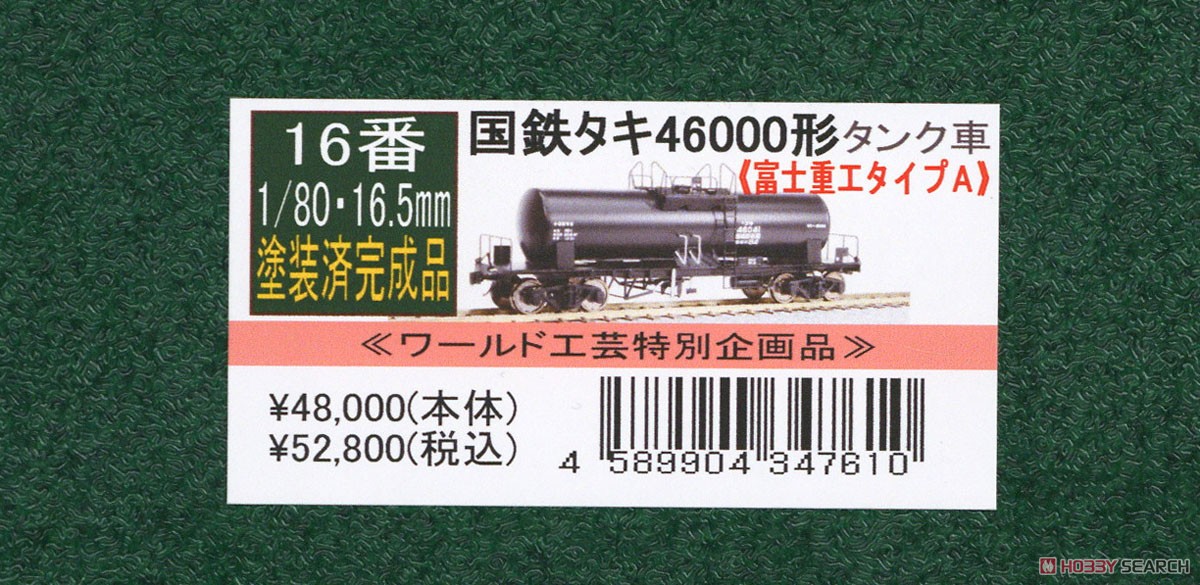 16番
1/80・16.5mm
塗装済完成品
国鉄タキ46000形タンク車
《富士重工タイプA》
46041
≪ワールド工芸特別企画品≫
¥48,000(本体)
¥52,800(税込)
4 589904 347610
HOBBY SEARCH